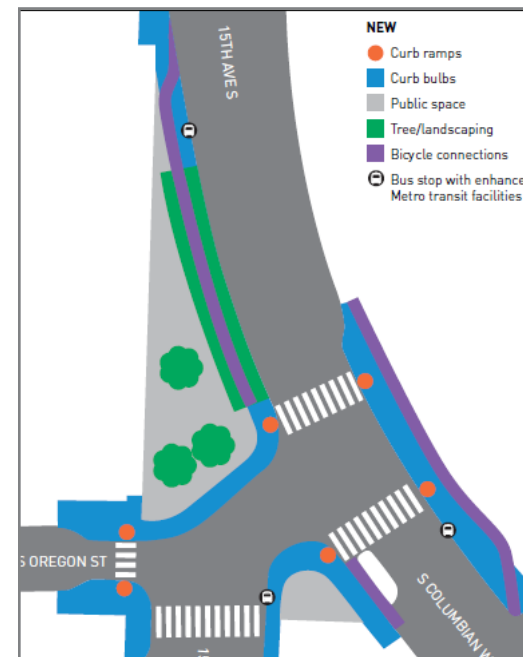 15TH AVE S
NEW
Curb ramps
Curb bulbs
Public space
Tree/landscaping
Bicycle connections
Bus stop with enhance
Metro transit facilities
S OREGON ST
S COLUMBIAN W